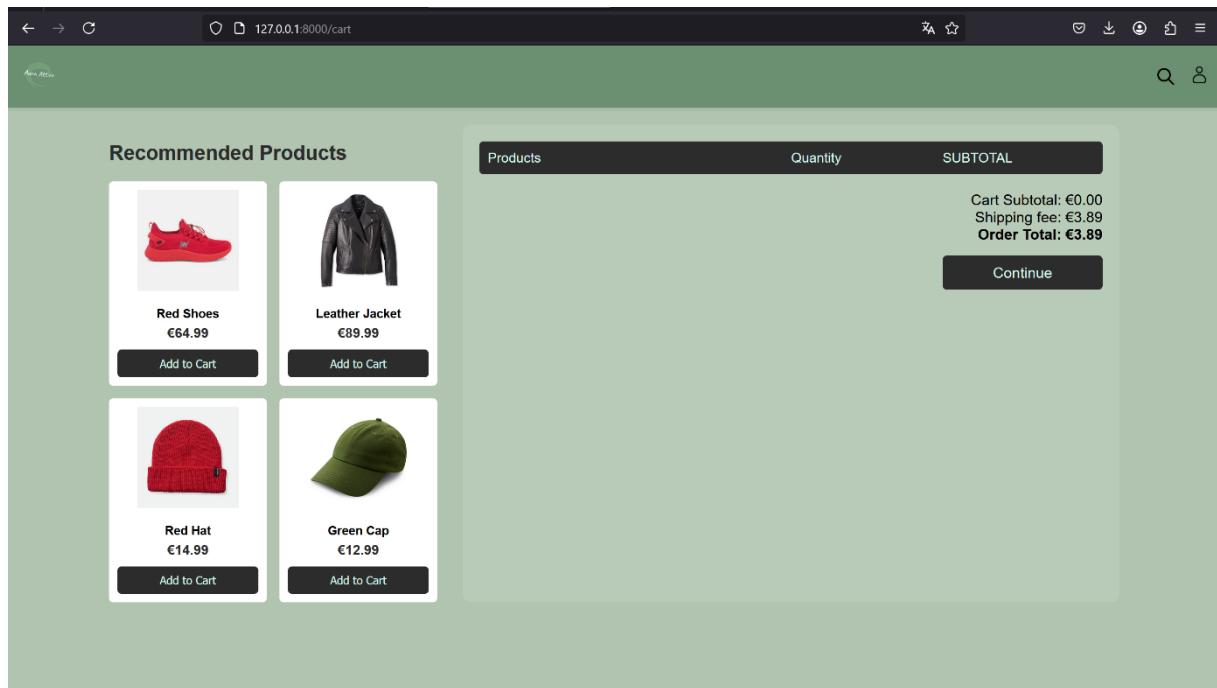 127.0.0.1:8000/cart
Recommended Products
Red Shoes
€64.99
Add to Cart
Leather Jacket
€89.99
Add to Cart
Red Hat
€14.99
Add to Cart
Green Cap
€12.99
Add to Cart
Products Quantity SUBTOTAL
Cart Subtotal: €0.00
Shipping fee: €3.89
Order Total: €3.89
Continue